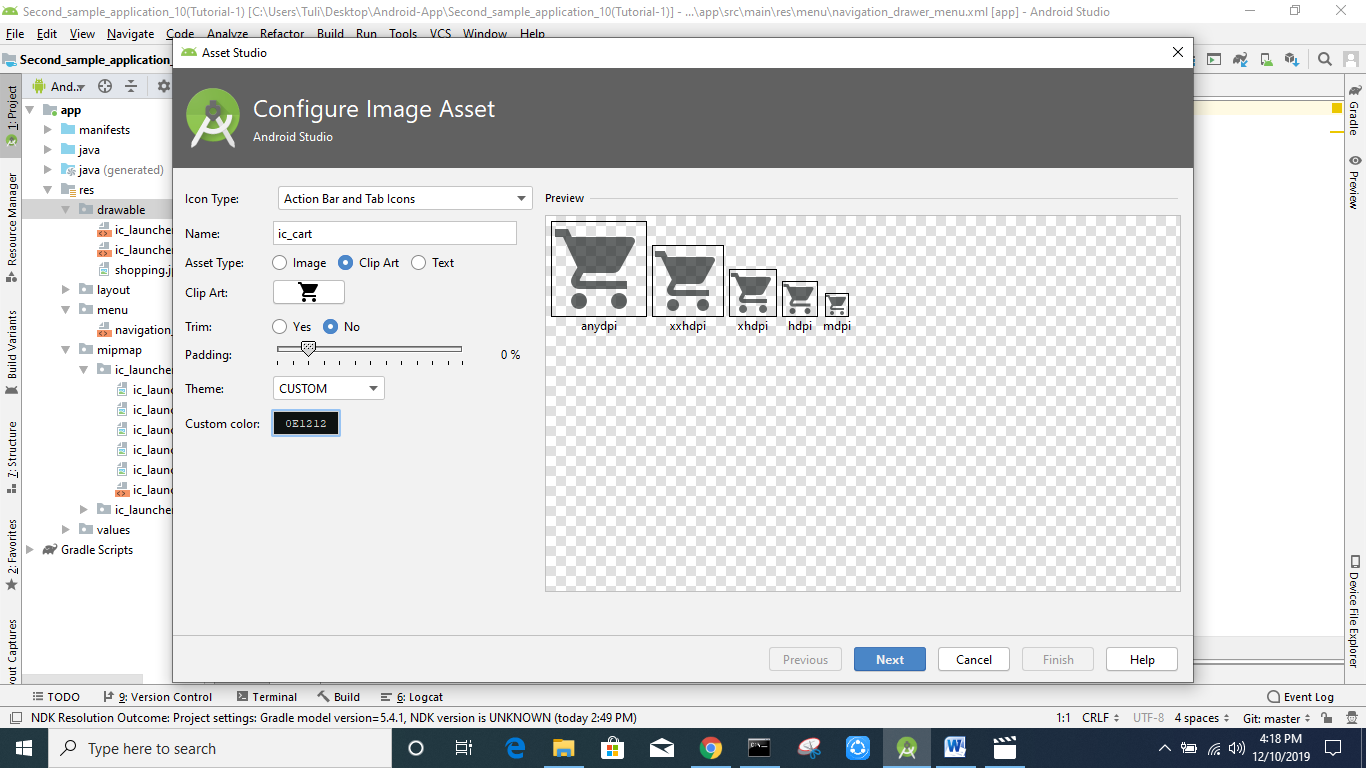 Second_sample_application_10(Tutorial-1) [C:\Users\Tuli\Desktop\Android-App\Second_sample_application_10(Tutorial-1)] - ...\app\src\main\res\menu\navigation_drawer_menu.xml [app] - Android Studio
File Edit View Navigate Code Analyze Refactor Build Run Tools VCS Window Help
Second_sample_application_
Asset Studio
Configure Image Asset
Android Studio
1: Project
Resource Manager
Build Variants
7: Structure
2: Favorites
yout Captures
And..
app
manifests
java
java (generated)
res
drawable
ic_launche
ic_launche
shopping.j
layout
menu
navigation_
mipmap
ic_launche
ic_laun
ic_laun
ic_laun
ic_laun
ic_laun
ic_laun
ic_launche
values
Gradle Scripts
Icon Type: Action Bar and Tab Icons
Name: ic_cart
Asset Type: Image Clip Art Text
Clip Art:
Trim: Yes No
Padding: 0 %
Theme: CUSTOM
Custom color: 0E1212
Preview
anydpi xxhdpi xhdpi hdpi mdpi
Previous Next Cancel Finish Help
Gradle
Preview
Device File Explorer
TODO 9: Version Control Terminal Build 6: Logcat Event Log
NDK Resolution Outcome: Project settings: Gradle model version=5.4.1, NDK version is UNKNOWN (today 2:49 PM) 1:1 CRLF UTF-8 4 spaces Git: master
Type here to search
4:18 PM
12/10/2019